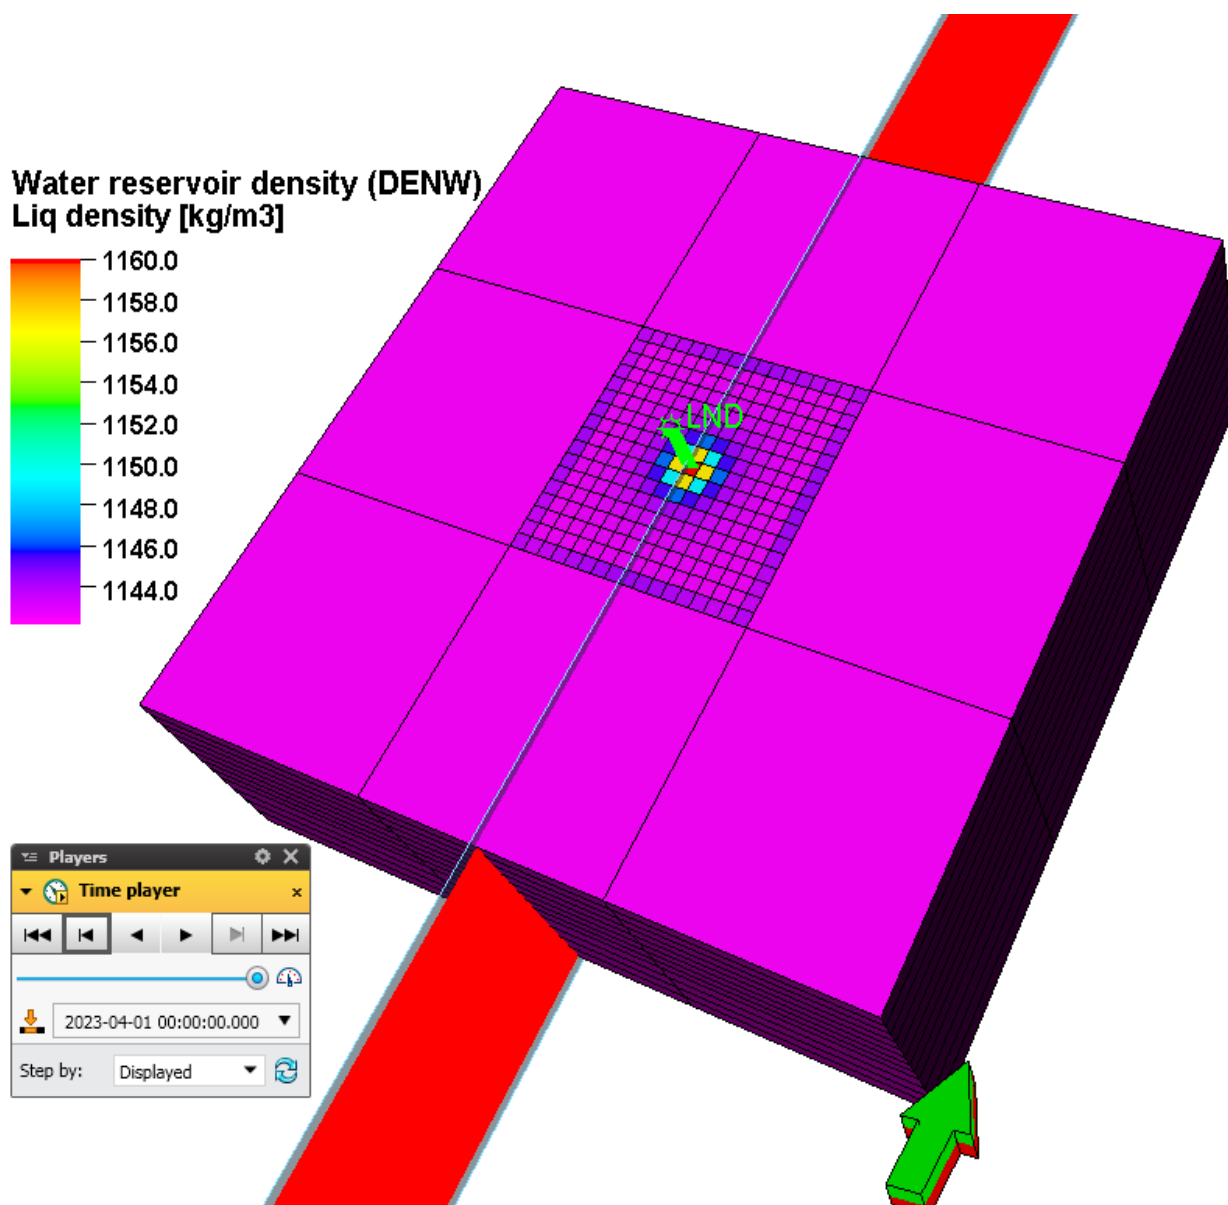 Water reservoir density (DENW)
Liq density [kg/m3]
1160.0
1158.0
1156.0
1154.0
1152.0
1150.0
1148.0
1146.0
1144.0
LND
Players
Time player
2023-04-01 00:00:00.000
Step by: Displayed